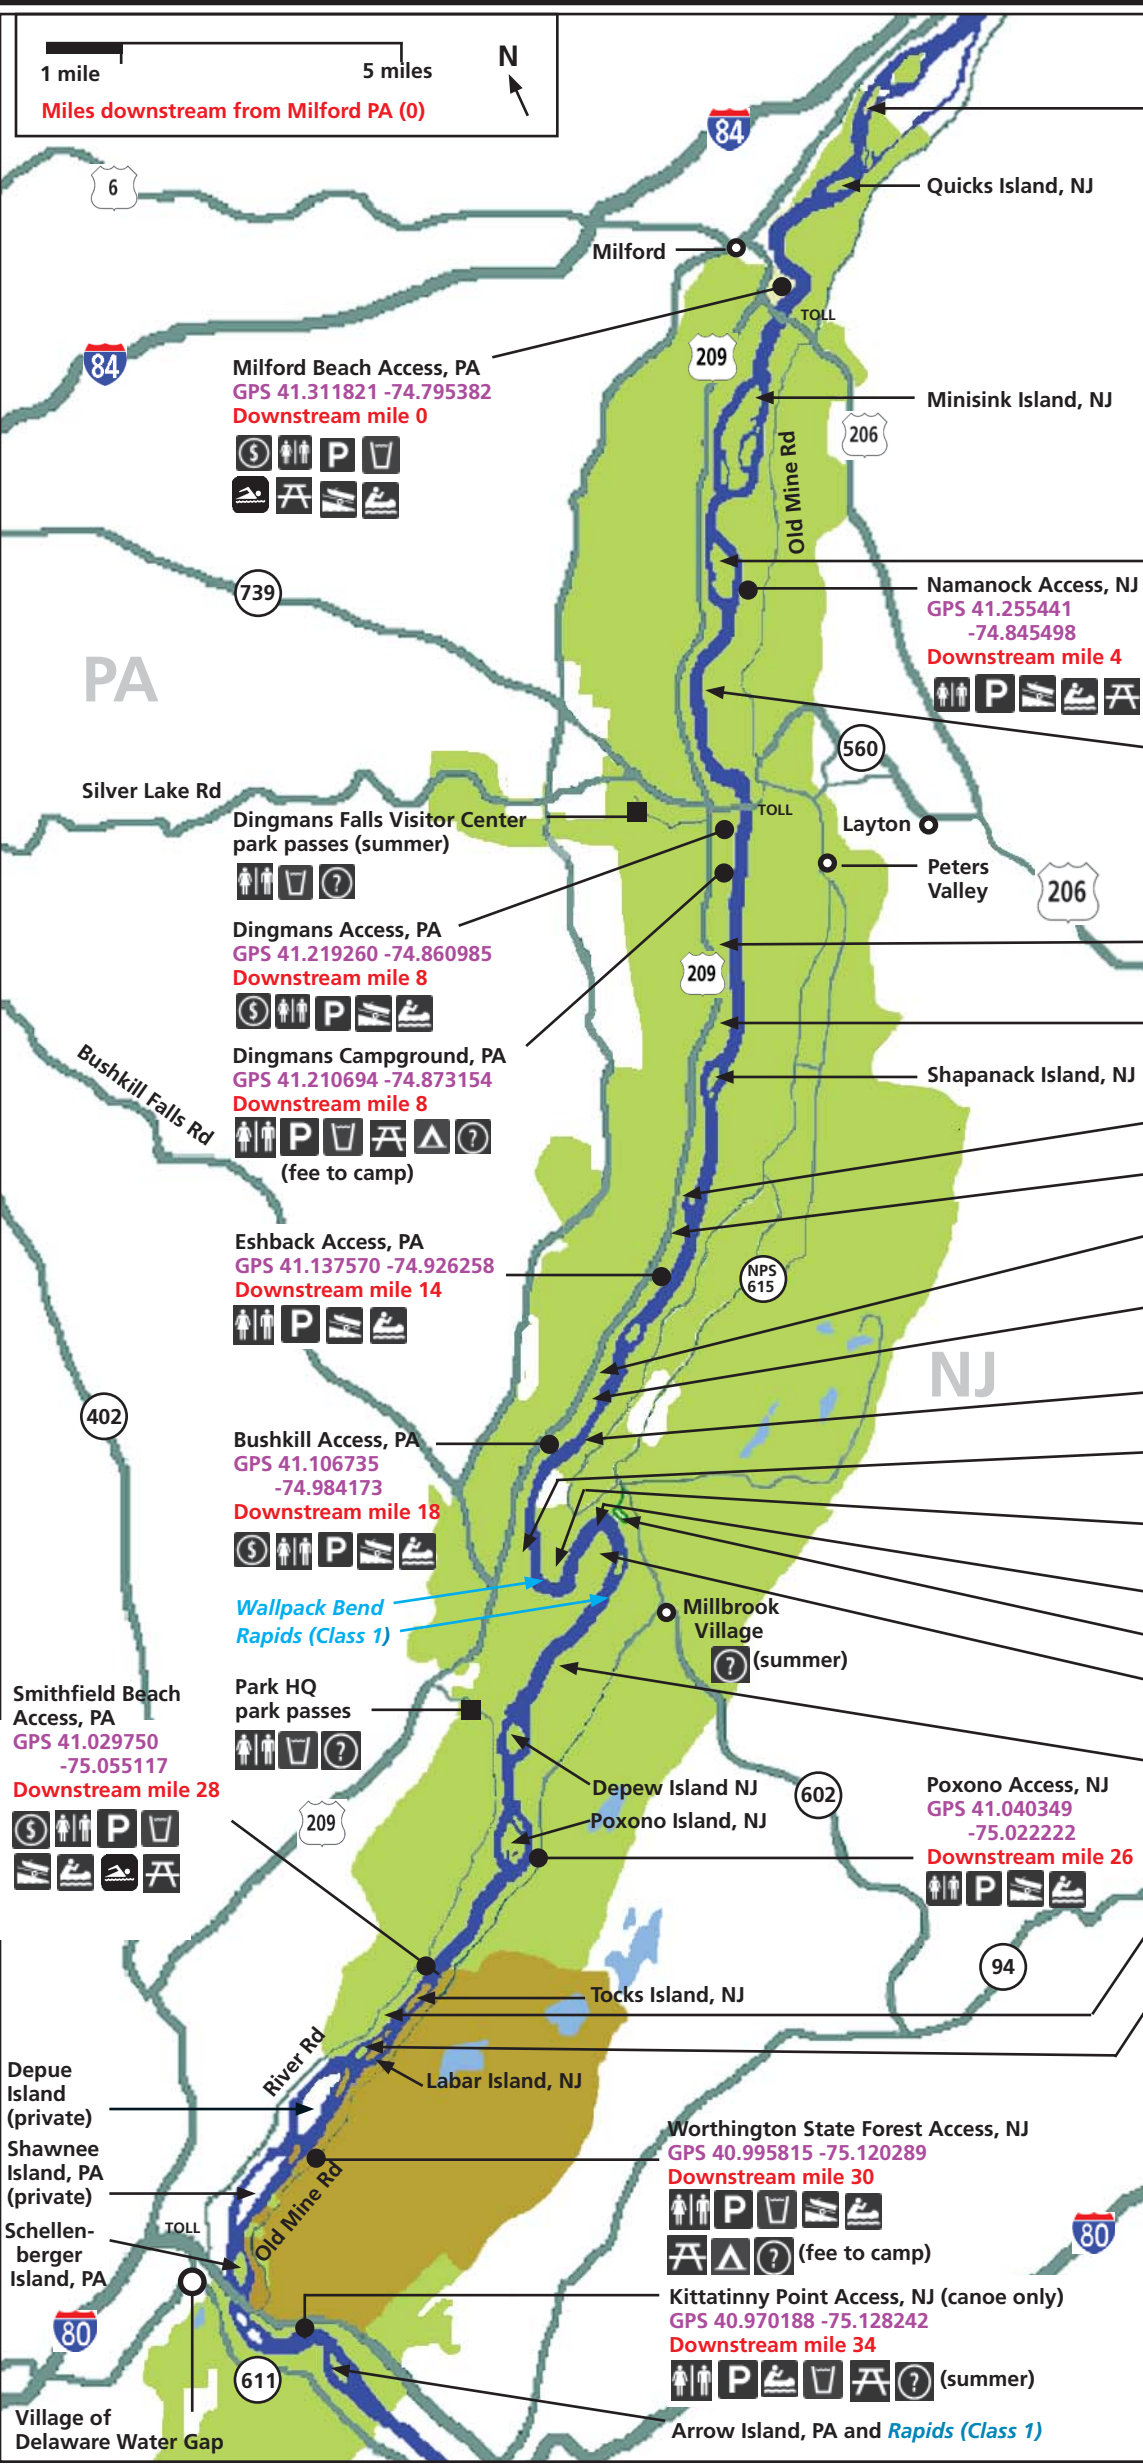 1 mile
5 miles
N
Miles downstream from Milford PA (0)
84
6
Quicks Island, NJ
Milford
TOLL
84
209
Milford Beach Access, PA
GPS 41.311821 -74.795382
Downstream mile 0
$
P
Minisink Island, NJ
206
Old Mine Rd
739
Namanock Access, NJ
GPS 41.255441
-74.845498
Downstream mile 4
P
PA
560
Silver Lake Rd
TOLL
Dingmans Falls Visitor Center
park passes (summer)
?
Layton
Peters
Valley
206
Dingmans Access, PA
GPS 41.219260 -74.860985
Downstream mile 8
$
P
209
Dingmans Campground, PA
GPS 41.210694 -74.873154
Downstream mile 8
P
?
(fee to camp)
Bushkill Falls Rd
Shapanack Island, NJ
Eshback Access, PA
GPS 41.137570 -74.926258
Downstream mile 14
P
NPS
615
NJ
402
Bushkill Access, PA
GPS 41.106735
-74.984173
Downstream mile 18
$
P
Wallpack Bend
Rapids (Class 1)
Millbrook
Village
?
(summer)
Smithfield Beach
Access, PA
GPS 41.029750
-75.055117
Downstream mile 28
$
P
Park HQ
park passes
?
209
Depew Island NJ
Poxono Island, NJ
602
Poxono Access, NJ
GPS 41.040349
-75.022222
Downstream mile 26
P
94
Tocks Island, NJ
River Rd
Labar Island, NJ
Depue
Island
(private)
Shawnee
Island, PA
(private)
Old Mine Rd
Worthington State Forest Access, NJ
GPS 40.995815 -75.120289
Downstream mile 30
P
?
(fee to camp)
TOLL
Schellen-
berger
Island, PA
80
80
Kittatinny Point Access, NJ (canoe only)
GPS 40.970188 -75.128242
Downstream mile 34
P
?
(summer)
611
Village of
Delaware Water Gap
Arrow Island, PA and Rapids (Class 1)